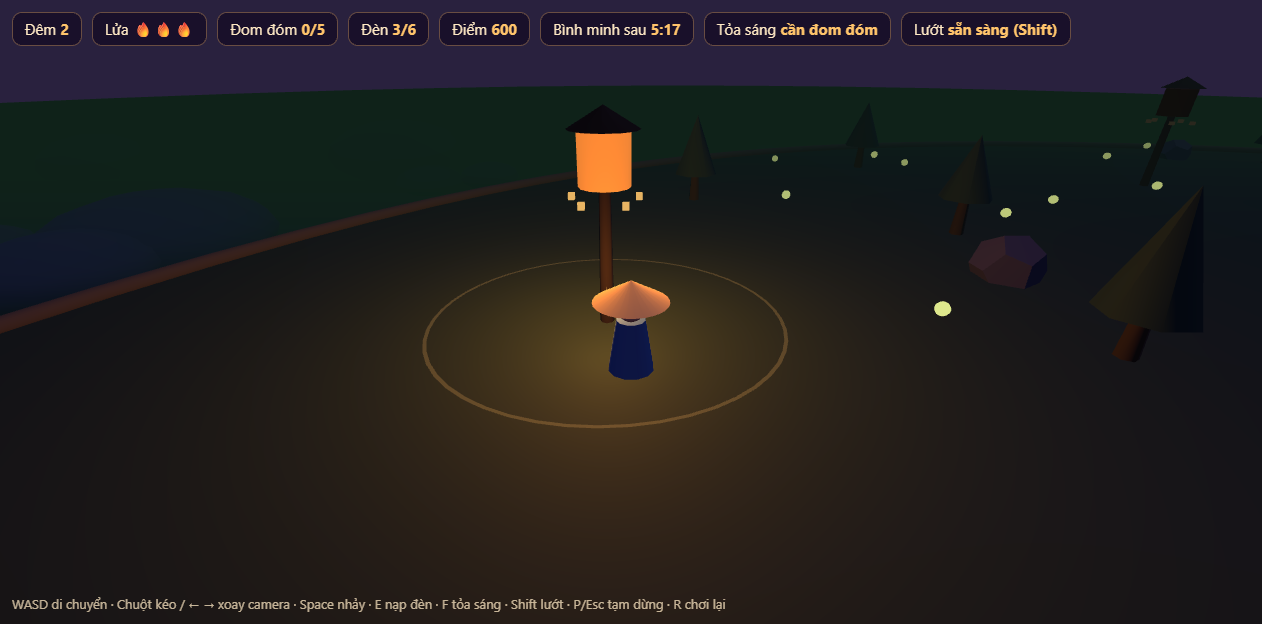 Đêm 2 Lửa 🔥 🔥 🔥 Đom đóm 0/5 Đèn 3/6 Điểm 600 Bình minh sau 5:17 Tỏa sáng cần đom đóm Lướt sẵn sàng (Shift)
WASD di chuyển · Chuột kéo / ← → xoay camera · Space nhảy · E nạp đèn · F tỏa sáng · Shift lướt · P/Esc tạm dừng · R chơi lại